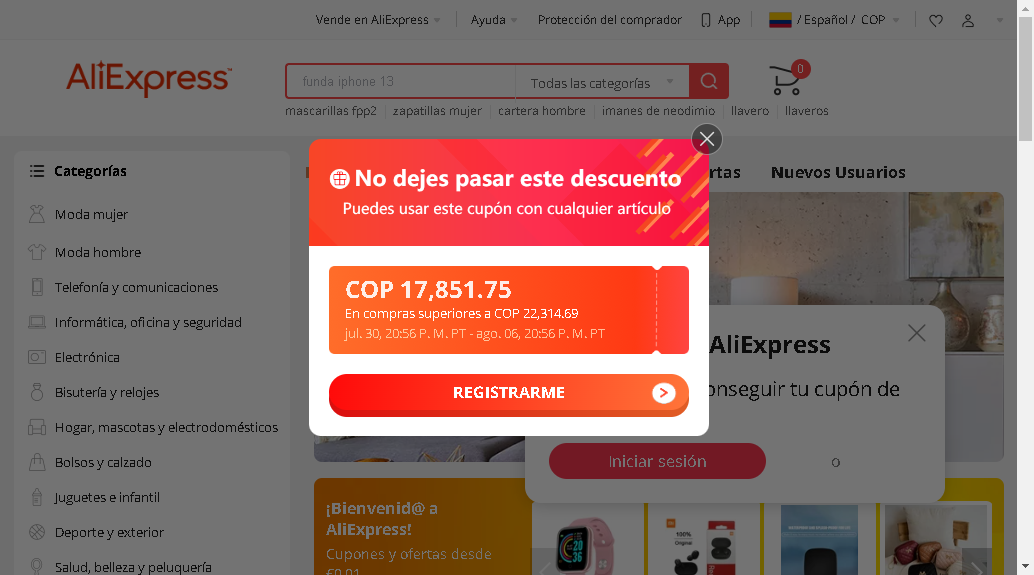 Vende en AliExpress
Ayuda
Protección del comprador
App
/ Español / COP
AliExpress
funda iphone 13
Todas las categorías
0
mascarillas fpp2
zapatillas mujer
cartera hombre
imanes de neodimio
llavero
llaveros
Categorías
Moda mujer
Moda hombre
Telefonía y comunicaciones
Informática, oficina y seguridad
Electrónica
Bisutería y relojes
Hogar, mascotas y electrodomésticos
Bolsos y calzado
Juguetes e infantil
Deporte y exterior
Salud, belleza y peluquería
Nuevos Usuarios
No dejes pasar este descuento
Puedes usar este cupón con cualquier artículo
COP 17,851.75
En compras superiores a COP 22,314.69
jul. 30, 20:56 P. M. PT - ago. 06, 20:56 P. M. PT
REGISTRARME
AliExpress
onseguir tu cupón de
Iniciar sesión
o
¡Bienvenid@ a
AliExpress!
Cupones y ofertas desde
€0,01
100%